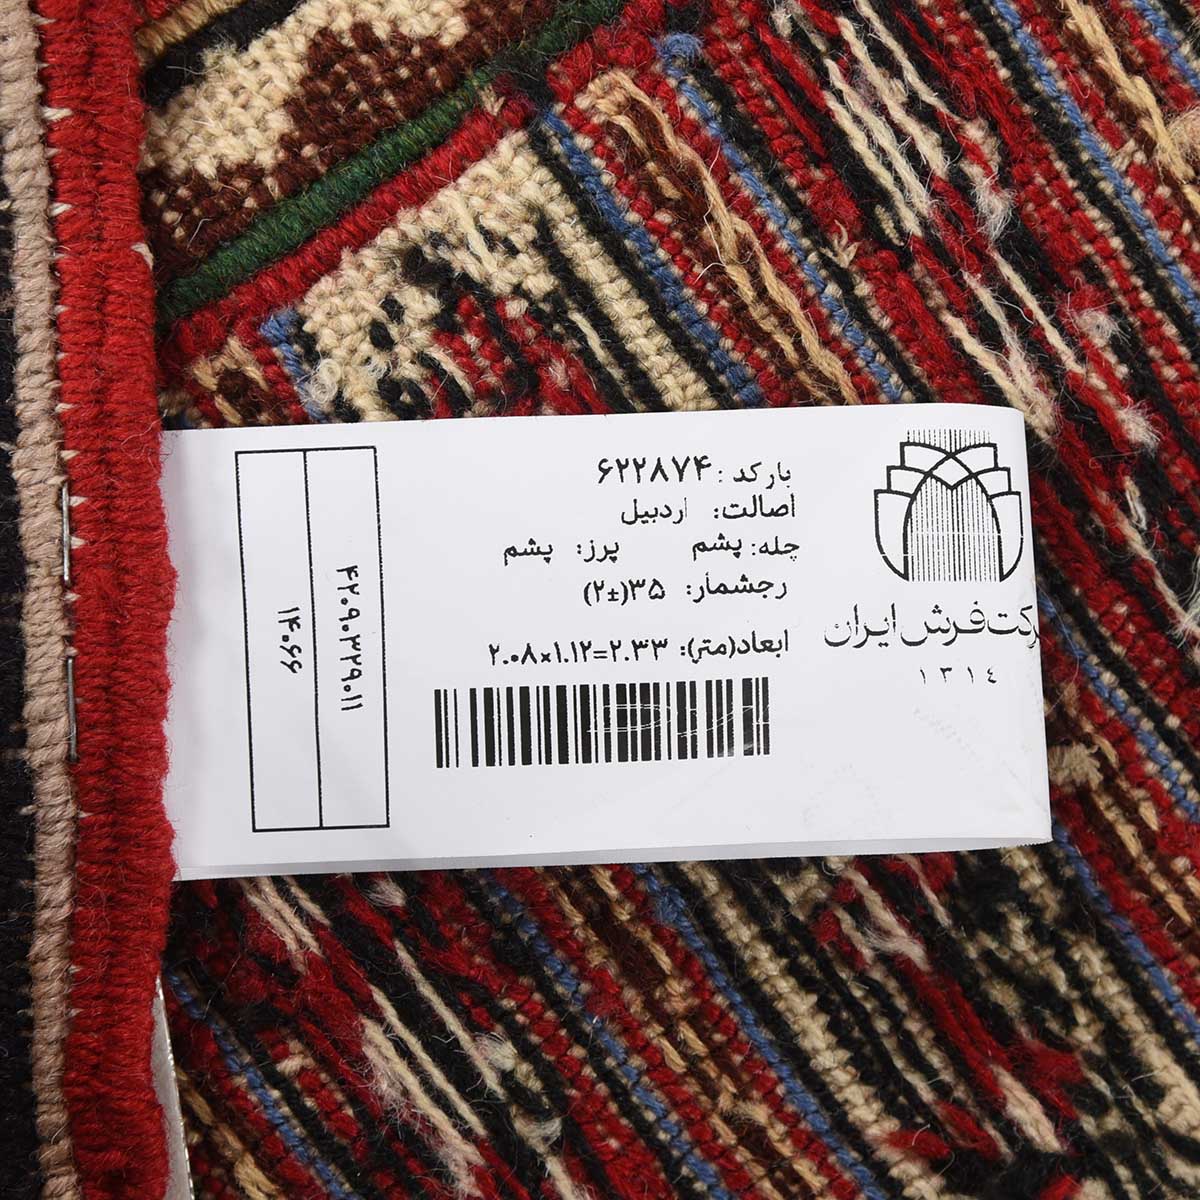 بارکد: ۶۲۲۸۷۴
اصالت: اردبیل
چله: پشم پرز: پشم
رجشمار: ۳۵(±۲)
ابعاد(متر): ۲.۰۸×۱.۱۲=۲.۳۳
شرکت فرش ایران
۱۳۱٤
۴۲۰۹۰۳۲۹۰۱۱
۱۴۰۶۶